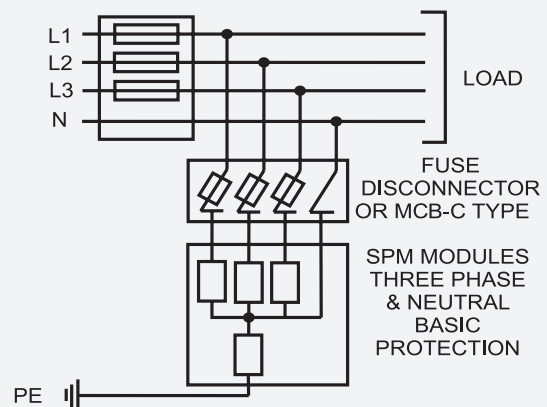 L1
L2
L3
N
LOAD
FUSE
DISCONNECTOR
OR MCB-C TYPE
SPM MODULES
THREE PHASE
& NEUTRAL
BASIC
PROTECTION
PE